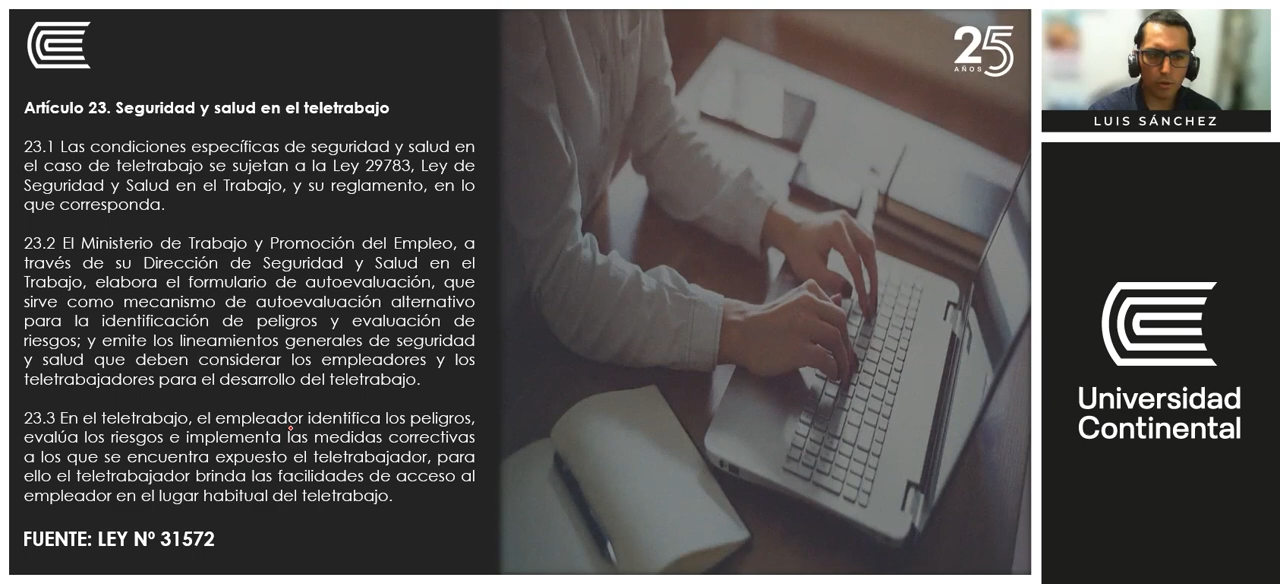 25
AÑOS
Artículo 23. Seguridad y salud en el teletrabajo
23.1 Las condiciones específicas de seguridad y salud en
el caso de teletrabajo se sujetan a la Ley 29783, Ley de
Seguridad y Salud en el Trabajo, y su reglamento, en lo
que corresponda.
23.2 El Ministerio de Trabajo y Promoción del Empleo, a
través de su Dirección de Seguridad y Salud en el
Trabajo, elabora el formulario de autoevaluación, que
sirve como mecanismo de autoevaluación alternativo
para la identificación de peligros y evaluación de
riesgos; y emite los lineamientos generales de seguridad
y salud que deben considerar los empleadores y los
teletrabajadores para el desarrollo del teletrabajo.
23.3 En el teletrabajo, el empleador identifica los peligros,
evalúa los riesgos e implementa las medidas correctivas
a los que se encuentra expuesto el teletrabajador, para
ello el teletrabajador brinda las facilidades de acceso al
empleador en el lugar habitual del teletrabajo.
FUENTE: LEY Nº 31572
LUIS SÁNCHEZ
Universidad
Continental